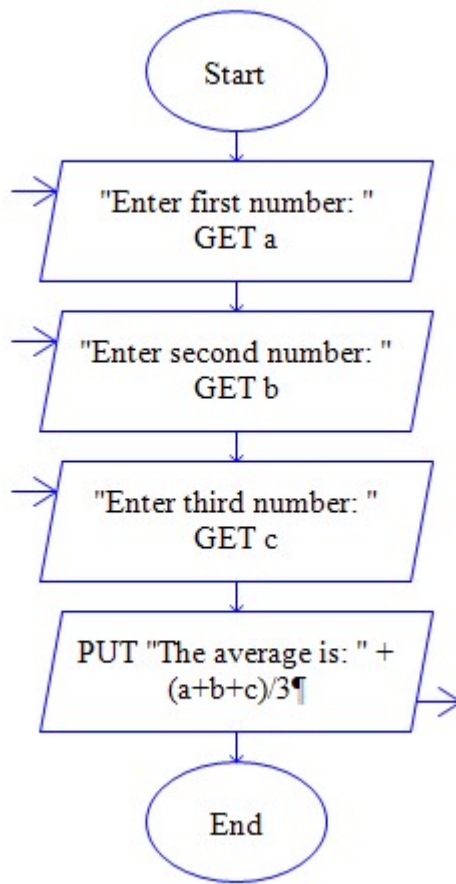 Start
"Enter first number: "
GET a
"Enter second number: "
GET b
"Enter third number: "
GET c
PUT "The average is: " +
(a+b+c)/3¶
End